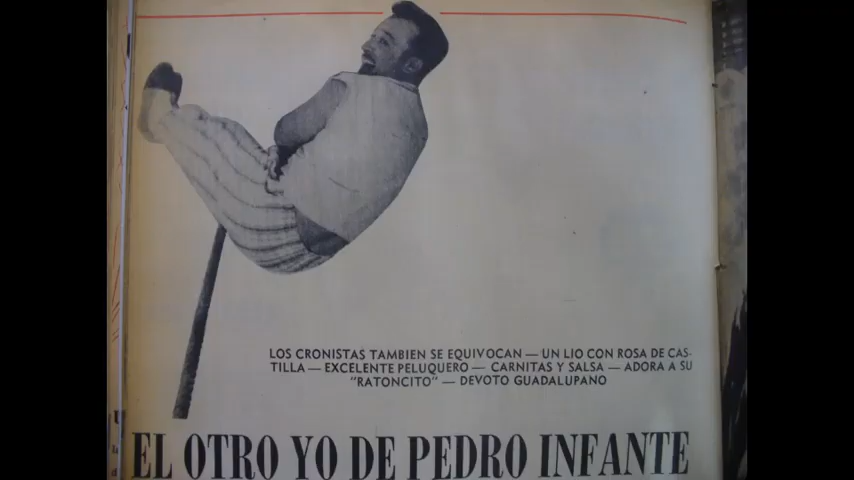 LOS CRONISTAS TAMBIEN SE EQUIVOCAN — UN LIO CON ROSA DE CAS-
TILLA — EXCELENTE PELUQUERO — CARNITAS Y SALSA — ADORA A SU
"RATONCITO" — DEVOTO GUADALUPANO
EL OTRO YO DE PEDRO INFANTE